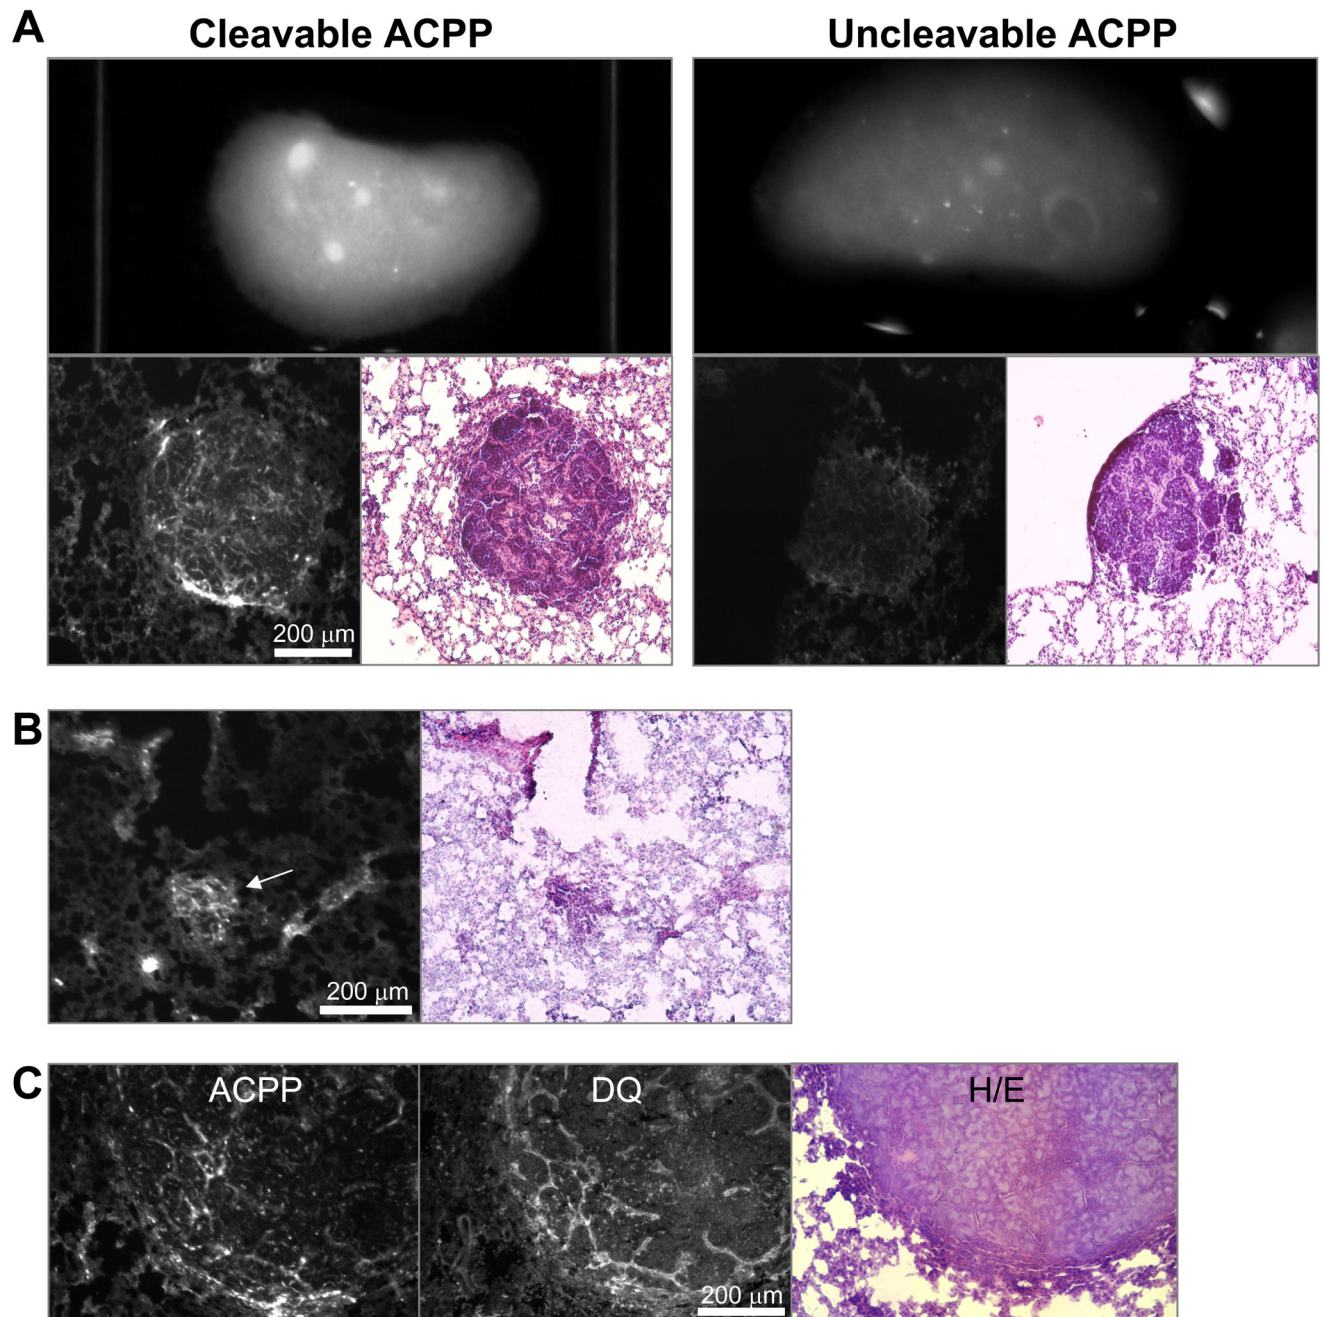 A
Cleavable ACPP
Uncleavable ACPP
200 μm
B
200 μm
C
ACPP
DQ
H/E
200 μm